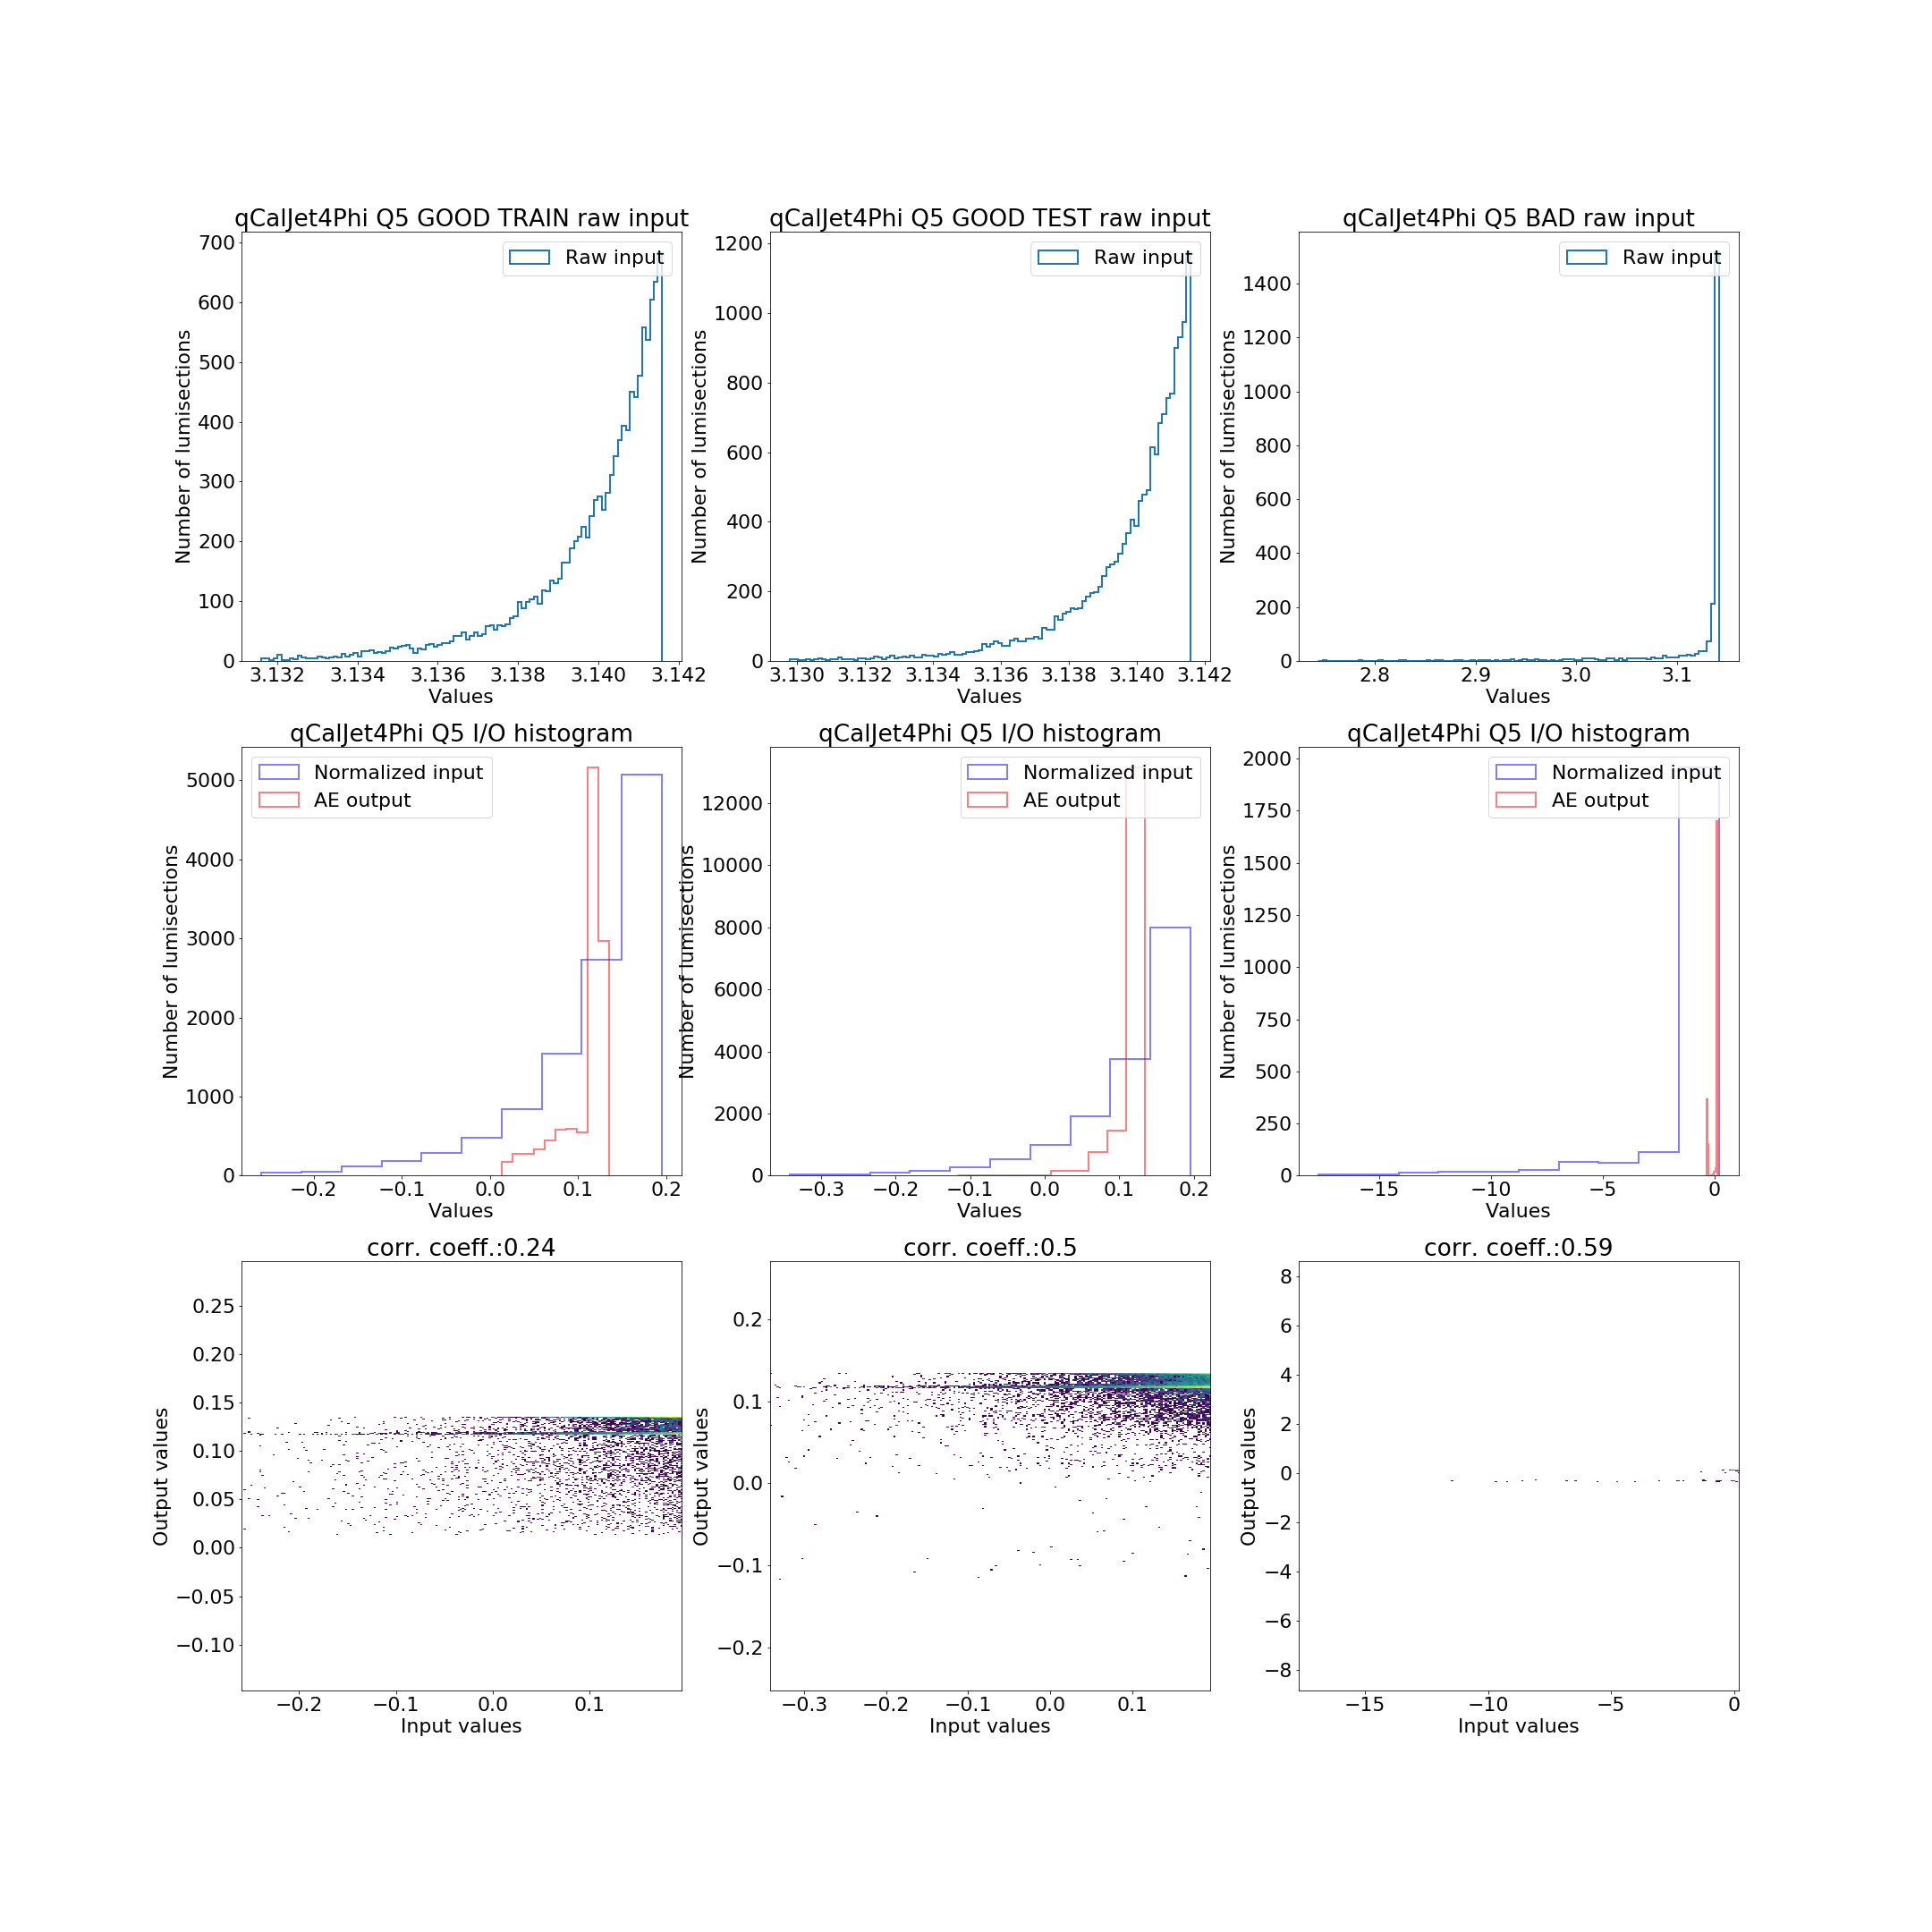 qCalJet4Phi Q5 GOOD TRAIN raw input
Raw input
700
600
500
400
300
200
100
0
Number of lumisections
3.132 3.134 3.136 3.138 3.140 3.142
Values
qCalJet4Phi Q5 GOOD TEST raw input
Raw input
1200
1000
800
600
400
200
0
Number of lumisections
3.130 3.132 3.134 3.136 3.138 3.140 3.142
Values
qCalJet4Phi Q5 BAD raw input
Raw input
1400
1200
1000
800
600
400
200
0
Number of lumisections
2.8 2.9 3.0 3.1
Values
qCalJet4Phi Q5 I/O histogram
Normalized input
AE output
5000
4000
3000
2000
1000
0
Number of lumisections
−0.2 −0.1 0.0 0.1 0.2
Values
qCalJet4Phi Q5 I/O histogram
Normalized input
AE output
12000
10000
8000
6000
4000
2000
0
Number of lumisections
−0.3 −0.2 −0.1 0.0 0.1 0.2
Values
qCalJet4Phi Q5 I/O histogram
Normalized input
AE output
2000
1750
1500
1250
1000
750
500
250
0
Number of lumisections
−15 −10 −5 0
Values
corr. coeff.:0.24
0.25
0.20
0.15
0.10
0.05
0.00
−0.05
−0.10
Output values
−0.2 −0.1 0.0 0.1
Input values
corr. coeff.:0.5
0.2
0.1
0.0
−0.1
−0.2
Output values
−0.3 −0.2 −0.1 0.0 0.1
Input values
corr. coeff.:0.59
8
6
4
2
0
−2
−4
−6
−8
Output values
−15 −10 −5 0
Input values